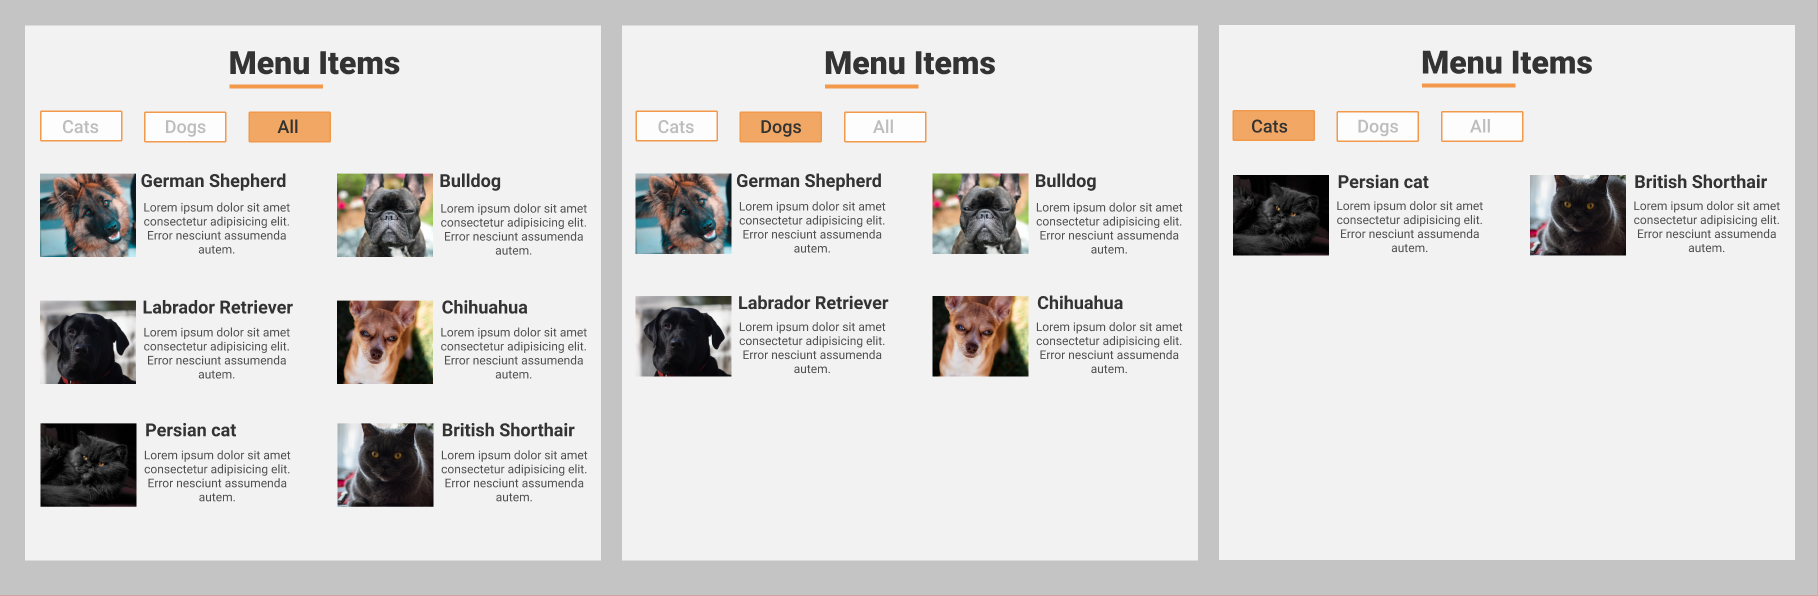 Menu Items
Cats
Dogs
All
German Shepherd
Lorem ipsum dolor sit amet
consectetur adipisicing elit.
Error nesciunt assumenda
autem.
Bulldog
Lorem ipsum dolor sit amet
consectetur adipisicing elit.
Error nesciunt assumenda
autem.
Labrador Retriever
Lorem ipsum dolor sit amet
consectetur adipisicing elit.
Error nesciunt assumenda
autem.
Chihuahua
Lorem ipsum dolor sit amet
consectetur adipisicing elit.
Error nesciunt assumenda
autem.
Persian cat
Lorem ipsum dolor sit amet
consectetur adipisicing elit.
Error nesciunt assumenda
autem.
British Shorthair
Lorem ipsum dolor sit amet
consectetur adipisicing elit.
Error nesciunt assumenda
autem.
Menu Items
Cats
Dogs
All
German Shepherd
Lorem ipsum dolor sit amet
consectetur adipisicing elit.
Error nesciunt assumenda
autem.
Bulldog
Lorem ipsum dolor sit amet
consectetur adipisicing elit.
Error nesciunt assumenda
autem.
Labrador Retriever
Lorem ipsum dolor sit amet
consectetur adipisicing elit.
Error nesciunt assumenda
autem.
Chihuahua
Lorem ipsum dolor sit amet
consectetur adipisicing elit.
Error nesciunt assumenda
autem.
Menu Items
Cats
Dogs
All
Persian cat
Lorem ipsum dolor sit amet
consectetur adipisicing elit.
Error nesciunt assumenda
autem.
British Shorthair
Lorem ipsum dolor sit amet
consectetur adipisicing elit.
Error nesciunt assumenda
autem.